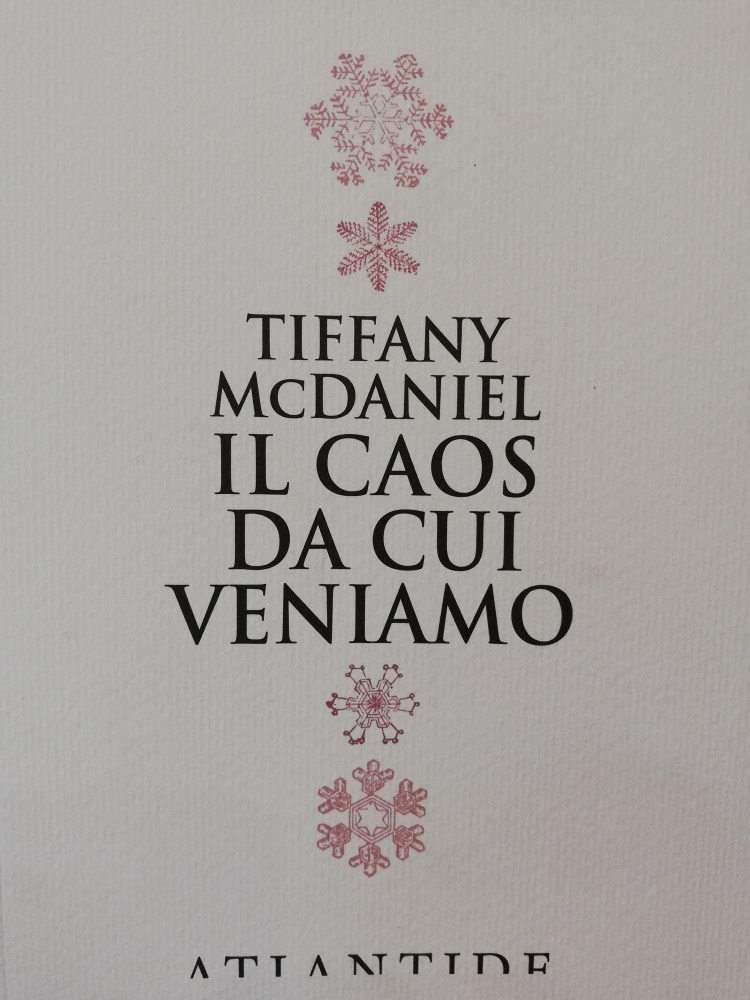 TIFFANY
McDANIEL
IL CAOS
DA CUI
VENIAMO
ATLANTIDE